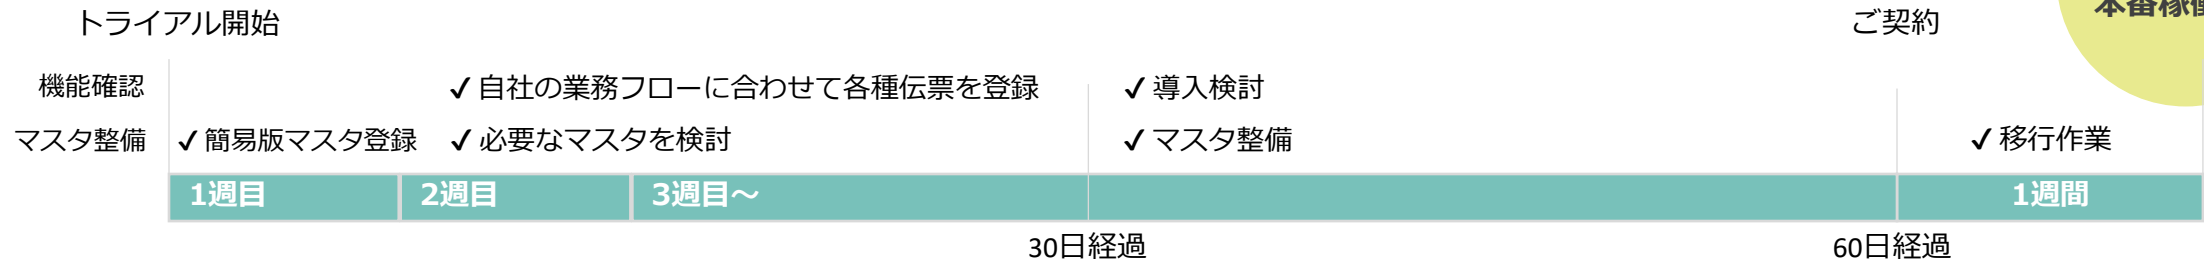 トライアル開始
ご契約
本番稼働
機能確認
✓自社の業務フローに合わせて各種伝票を登録
✓導入検討
マスタ整備
✓簡易版マスタ登録
✓必要なマスタを検討
✓マスタ整備
✓移行作業
1週目
2週目
3週目～
1週間
30日経過
60日経過